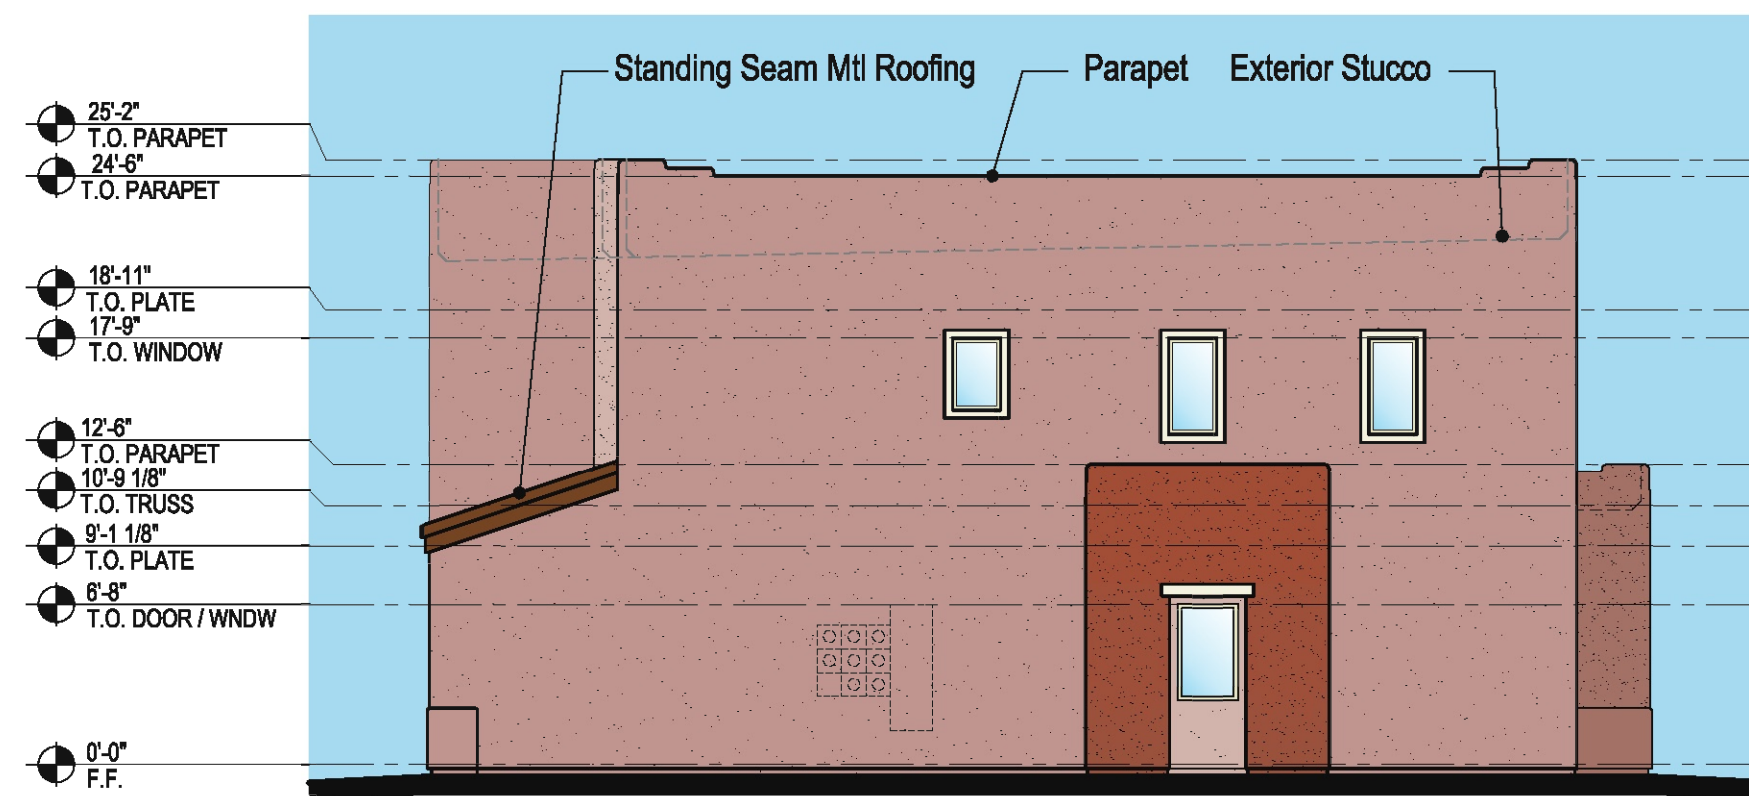 Standing Seam Mtl Roofing
Parapet
Exterior Stucco
25'-2"
T.O. PARAPET
24'-6"
T.O. PARAPET
18'-11"
T.O. PLATE
17'-9"
T.O. WINDOW
12'-6"
T.O. PARAPET
10'-9 1/8"
T.O. TRUSS
9'-1 1/8"
T.O. PLATE
6'-8"
T.O. DOOR / WNDW
0'-0"
F.F.